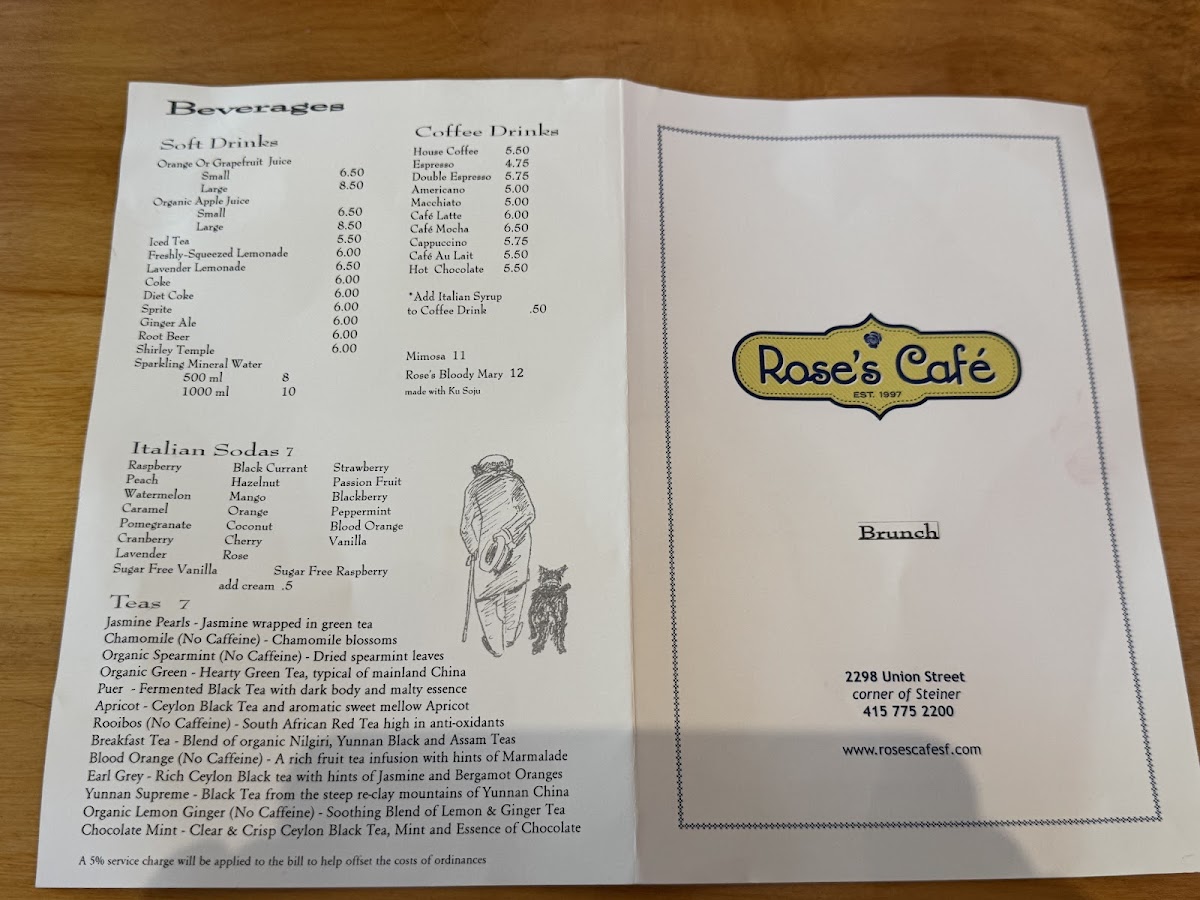 Beverages
Soft Drinks
Orange Or Grapefruit Juice
Small 6.50
Large 8.50
Organic Apple Juice
Small 6.50
Large 8.50
Iced Tea 5.50
Freshly-Squeezed Lemonade 6.00
Lavender Lemonade 6.50
Coke 6.00
Diet Coke 6.00
Sprite 6.00
Ginger Ale 6.00
Root Beer 6.00
Shirley Temple 6.00
Sparkling Mineral Water
500 ml 8
1000 ml 10
Coffee Drinks
House Coffee 5.50
Espresso 4.75
Double Espresso 5.75
Americano 5.00
Macchiato 5.00
Café Latte 6.00
Café Mocha 6.50
Cappuccino 5.75
Café Au Lait 5.50
Hot Chocolate 5.50
*Add Italian Syrup
to Coffee Drink .50
Mimosa 11
Rose's Bloody Mary 12
made with Ku Soju
Italian Sodas 7
Raspberry Black Currant Strawberry
Peach Hazelnut Passion Fruit
Watermelon Mango Blackberry
Caramel Orange Peppermint
Pomegranate Coconut Blood Orange
Cranberry Cherry Vanilla
Lavender Rose
Sugar Free Vanilla Sugar Free Raspberry
add cream .5
Teas 7
Jasmine Pearls - Jasmine wrapped in green tea
Chamomile (No Caffeine) - Chamomile blossoms
Organic Spearmint (No Caffeine) - Dried spearmint leaves
Organic Green - Hearty Green Tea, typical of mainland China
Puer - Fermented Black Tea with dark body and malty essence
Apricot - Ceylon Black Tea and aromatic sweet mellow Apricot
Rooibos (No Caffeine) - South African Red Tea high in anti-oxidants
Breakfast Tea - Blend of organic Nilgiri, Yunnan Black and Assam Teas
Blood Orange (No Caffeine) - A rich fruit tea infusion with hints of Marmalade
Earl Grey - Rich Ceylon Black tea with hints of Jasmine and Bergamot Oranges
Yunnan Supreme - Black Tea from the steep re-clay mountains of Yunnan China
Organic Lemon Ginger (No Caffeine) - Soothing Blend of Lemon & Ginger Tea
Chocolate Mint - Clear & Crisp Ceylon Black Tea, Mint and Essence of Chocolate
A 5% service charge will be applied to the bill to help offset the costs of ordinances
Rose's Café
EST. 1997
Brunch
2298 Union Street
corner of Steiner
415 775 2200
www.rosescafesf.com